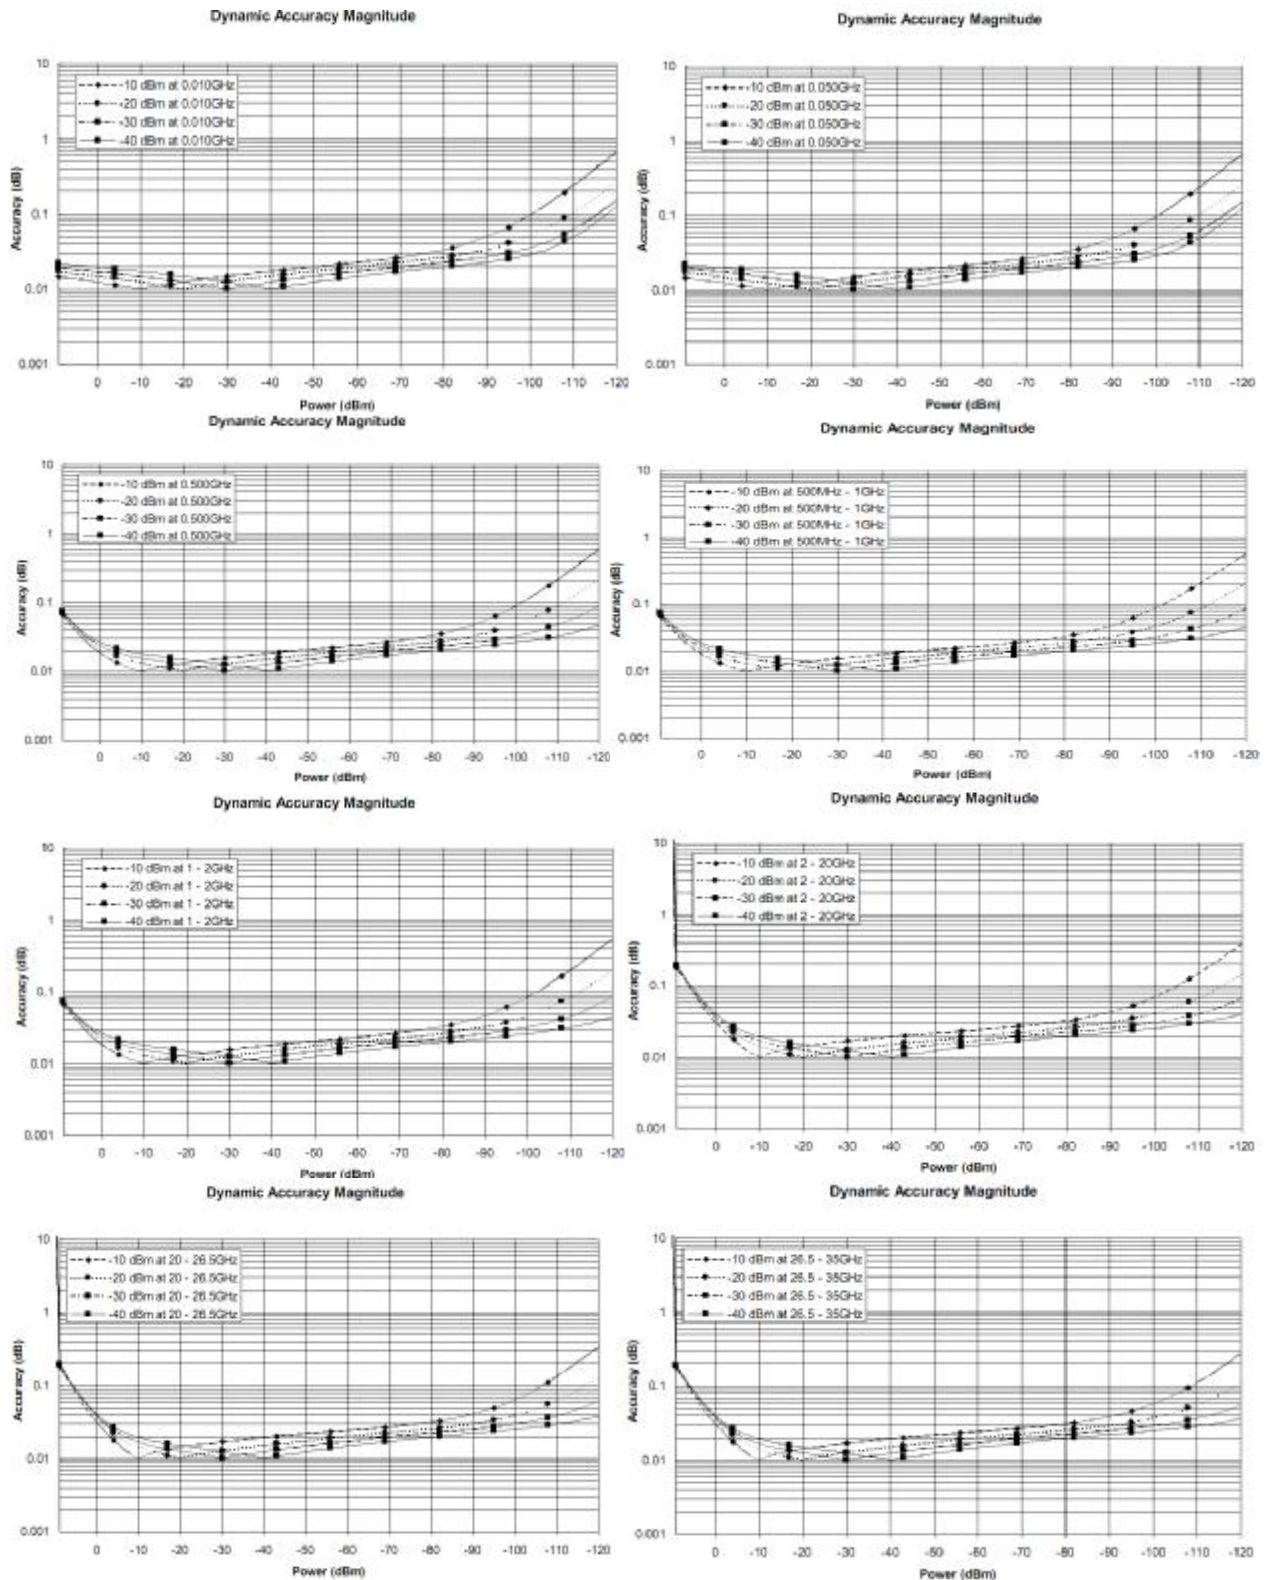 Dynamic Accuracy Magnitude
10
1
0.1
0.01
0.001
Accuracy (dB)
-10 dBm at 0.010GHz
-20 dBm at 0.010GHz
-30 dBm at 0.010GHz
-40 dBm at 0.010GHz
0 -10 -20 -30 -40 -50 -60 -70 -80 -90 -100 -110 -120
Power (dBm)
Dynamic Accuracy Magnitude
10
1
0.1
0.01
0.001
Accuracy (dB)
-10 dBm at 0.050GHz
-20 dBm at 0.050GHz
-30 dBm at 0.050GHz
-40 dBm at 0.050GHz
0 -10 -20 -30 -40 -50 -60 -70 -80 -90 -100 -110 -120
Power (dBm)
Dynamic Accuracy Magnitude
10
1
0.1
0.01
0.001
Accuracy (dB)
-10 dBm at 0.500GHz
-20 dBm at 0.500GHz
-30 dBm at 0.500GHz
-40 dBm at 0.500GHz
0 -10 -20 -30 -40 -50 -60 -70 -80 -90 -100 -110 -120
Power (dBm)
Dynamic Accuracy Magnitude
10
1
0.1
0.01
0.001
Accuracy (dB)
-10 dBm at 500MHz - 1GHz
-20 dBm at 500MHz - 1GHz
-30 dBm at 500MHz - 1GHz
-40 dBm at 500MHz - 1GHz
0 -10 -20 -30 -40 -50 -60 -70 -80 -90 -100 -110 -120
Power (dBm)
Dynamic Accuracy Magnitude
10
1
0.1
0.01
0.001
Accuracy (dB)
-10 dBm at 1 - 2GHz
-20 dBm at 1 - 2GHz
-30 dBm at 1 - 2GHz
-40 dBm at 1 - 2GHz
0 -10 -20 -30 -40 -50 -60 -70 -80 -90 -100 -110 -120
Power (dBm)
Dynamic Accuracy Magnitude
10
1
0.1
0.01
0.001
Accuracy (dB)
-10 dBm at 2 - 20GHz
-20 dBm at 2 - 20GHz
-30 dBm at 2 - 20GHz
-40 dBm at 2 - 20GHz
0 -10 -20 -30 -40 -50 -60 -70 -80 -90 -100 -110 -120
Power (dBm)
Dynamic Accuracy Magnitude
10
1
0.1
0.01
0.001
Accuracy (dB)
-10 dBm at 20 - 26.5GHz
-20 dBm at 20 - 26.5GHz
-30 dBm at 20 - 26.5GHz
-40 dBm at 20 - 26.5GHz
0 -10 -20 -30 -40 -50 -60 -70 -80 -90 -100 -110 -120
Power (dBm)
Dynamic Accuracy Magnitude
10
1
0.1
0.01
0.001
Accuracy (dB)
-10 dBm at 26.5 - 35GHz
-20 dBm at 26.5 - 35GHz
-30 dBm at 26.5 - 35GHz
-40 dBm at 26.5 - 35GHz
0 -10 -20 -30 -40 -50 -60 -70 -80 -90 -100 -110 -120
Power (dBm)